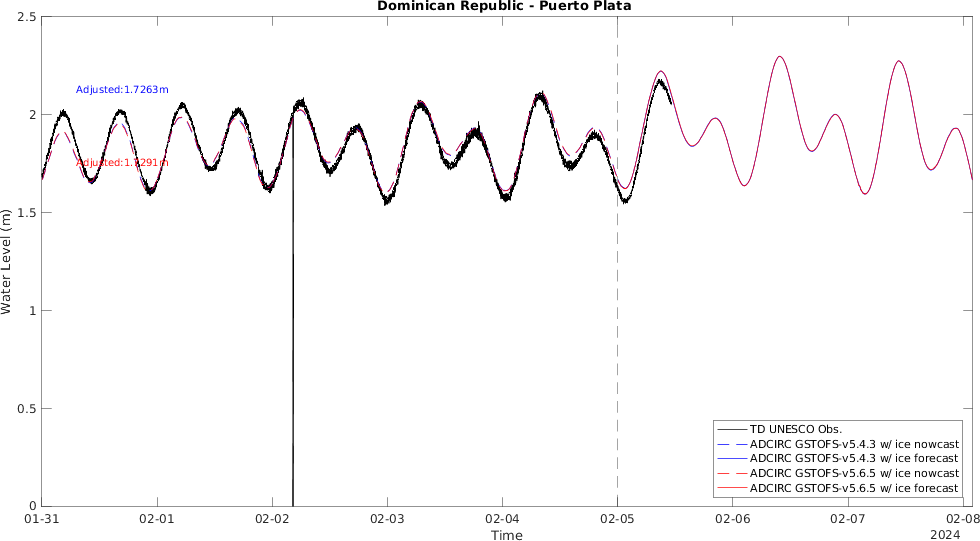 Dominican Republic - Puerto Plata
2.5
2
1.5
1
0.5
0
Water Level (m)
Adjusted:1.7263m
Adjusted:1.7291m
TD UNESCO Obs.
ADCIRC GSTOFS-v5.4.3 w/ ice nowcast
ADCIRC GSTOFS-v5.4.3 w/ ice forecast
ADCIRC GSTOFS-v5.6.5 w/ ice nowcast
ADCIRC GSTOFS-v5.6.5 w/ ice forecast
01-31 02-01 02-02 02-03 02-04 02-05 02-06 02-07 02-08
Time
2024